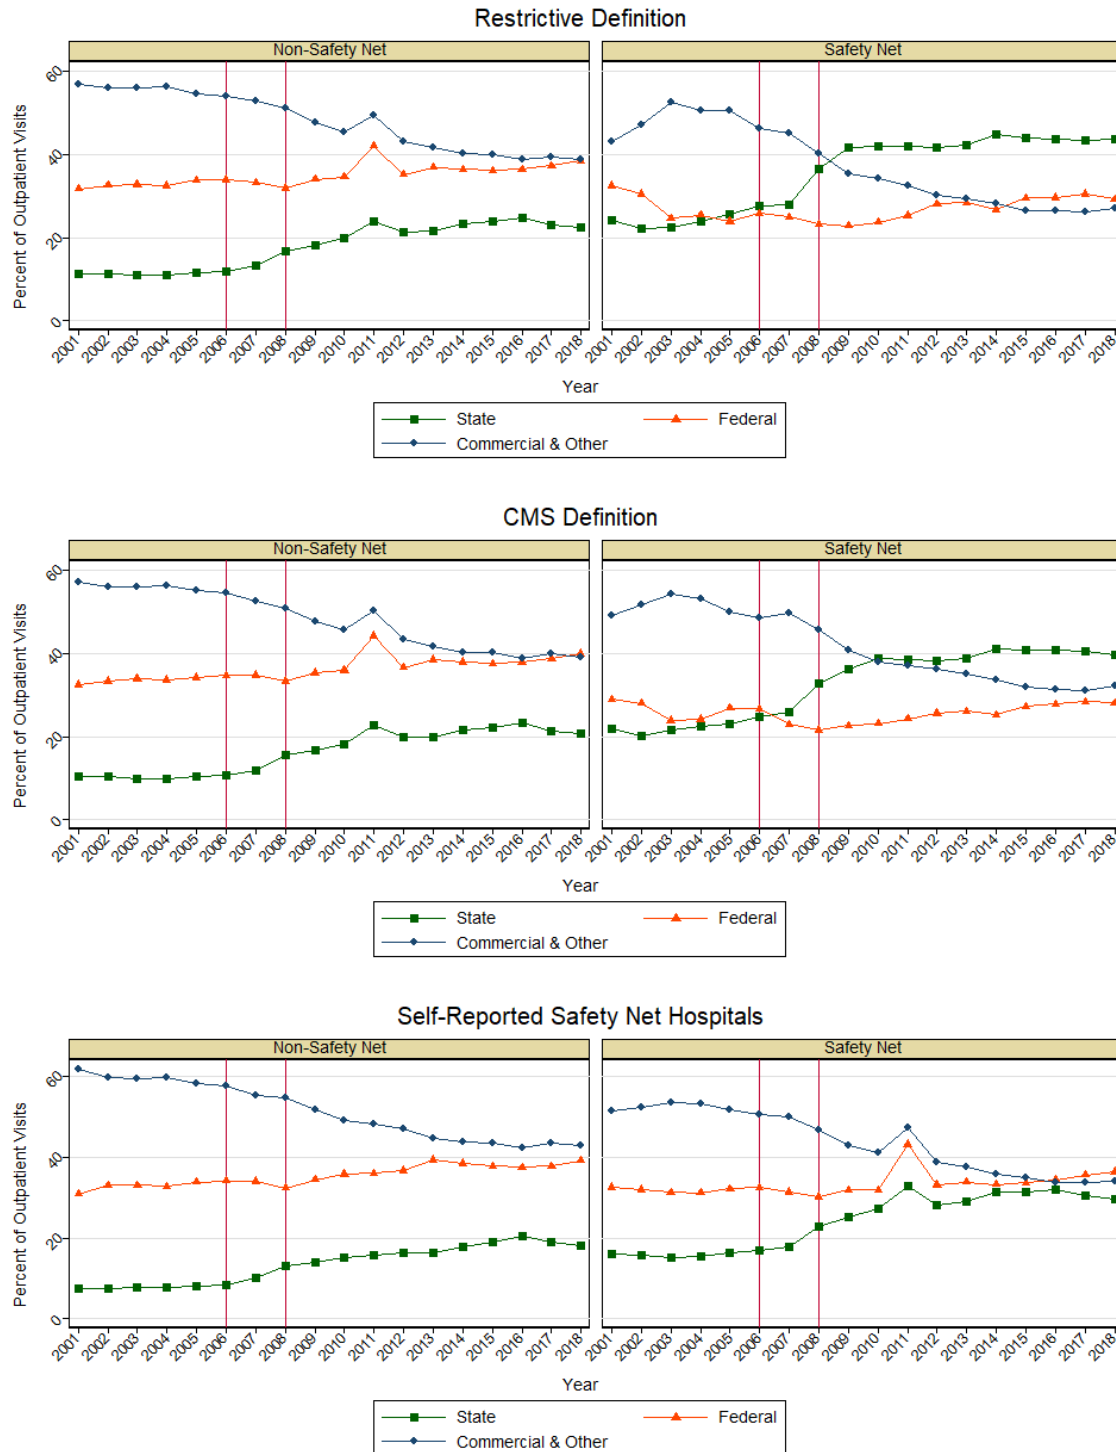 Restrictive Definition
Non-Safety Net
Safety Net
Percent of Outpatient Visits
60
40
20
0
2001 2002 2003 2004 2005 2006 2007 2008 2009 2010 2011 2012 2013 2014 2015 2016 2017 2018
2001 2002 2003 2004 2005 2006 2007 2008 2009 2010 2011 2012 2013 2014 2015 2016 2017 2018
Year
State
Federal
Commercial & Other
CMS Definition
Non-Safety Net
Safety Net
Percent of Outpatient Visits
60
40
20
0
2001 2002 2003 2004 2005 2006 2007 2008 2009 2010 2011 2012 2013 2014 2015 2016 2017 2018
2001 2002 2003 2004 2005 2006 2007 2008 2009 2010 2011 2012 2013 2014 2015 2016 2017 2018
Year
State
Federal
Commercial & Other
Self-Reported Safety Net Hospitals
Non-Safety Net
Safety Net
Percent of Outpatient Visits
60
40
20
0
2001 2002 2003 2004 2005 2006 2007 2008 2009 2010 2011 2012 2013 2014 2015 2016 2017 2018
2001 2002 2003 2004 2005 2006 2007 2008 2009 2010 2011 2012 2013 2014 2015 2016 2017 2018
Year
State
Federal
Commercial & Other